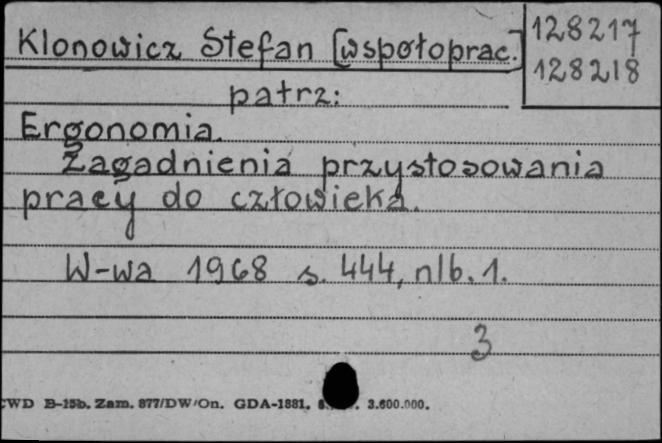 Klonowicz Stefan [współoprac.]
128217
128218
patrz:
Ergonomia.
Zagadnienia przystosowania
pracy do człowieka.
W-wa 1968 s. 444, nlb. 1.
3
CWD B-15b. Zam. 877/DW/On. GDA-1881. 3.600.000.